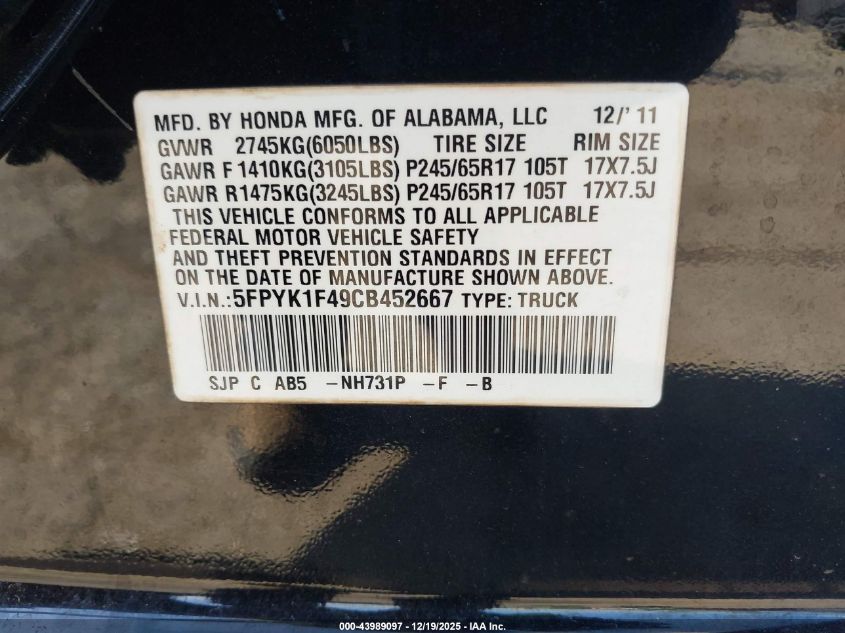 MFD. BY HONDA MFG. OF ALABAMA, LLC 12/'11
GVWR 2745KG(6050LBS) TIRE SIZE RIM SIZE
GAWR F 1410KG(3105LBS) P245/65R17 105T 17X7.5J
GAWR R1475KG(3245LBS) P245/65R17 105T 17X7.5J
THIS VEHICLE CONFORMS TO ALL APPLICABLE
FEDERAL MOTOR VEHICLE SAFETY
AND THEFT PREVENTION STANDARDS IN EFFECT
ON THE DATE OF MANUFACTURE SHOWN ABOVE.
V.I.N.:5FPYK1F49CB452667 TYPE: TRUCK
SJP C AB5 -NH731P -F -B
000-43989097 - 12/19/2025 - IAA Inc.